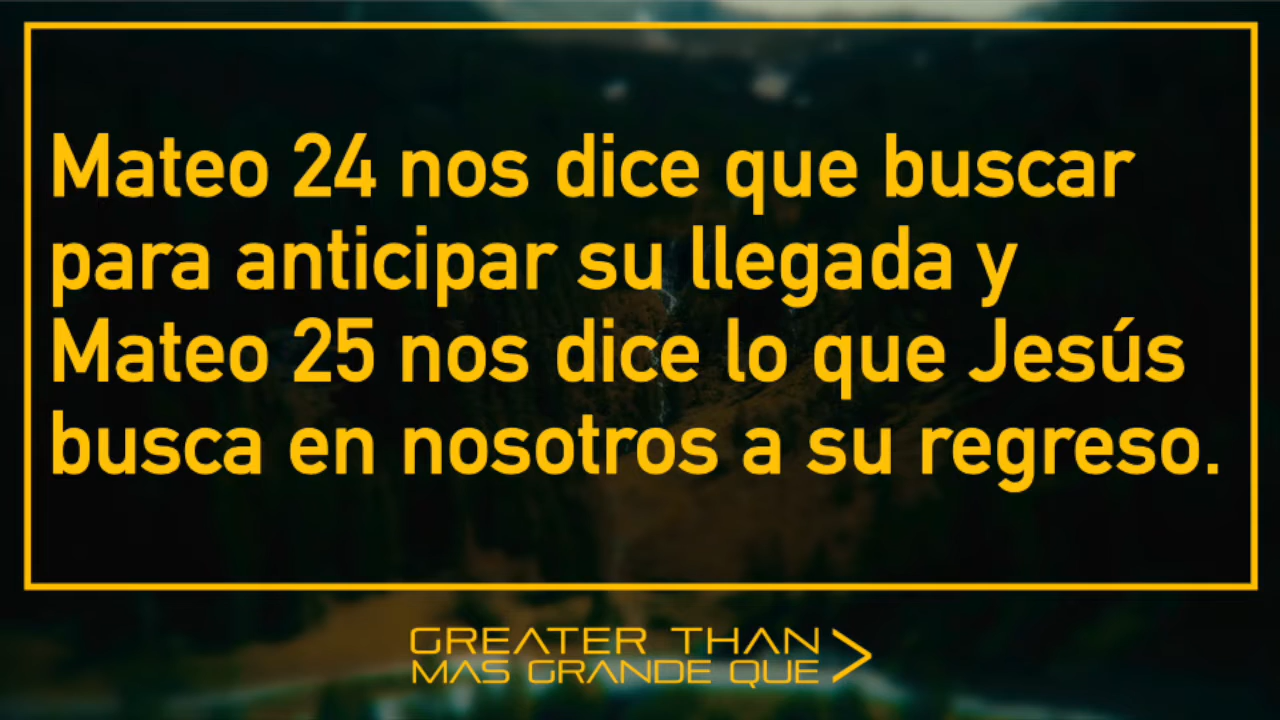 Mateo 24 nos dice que buscar
para anticipar su llegada y
Mateo 25 nos dice lo que Jesús
busca en nosotros a su regreso.
GREATER THAN
MAS GRANDE QUE >